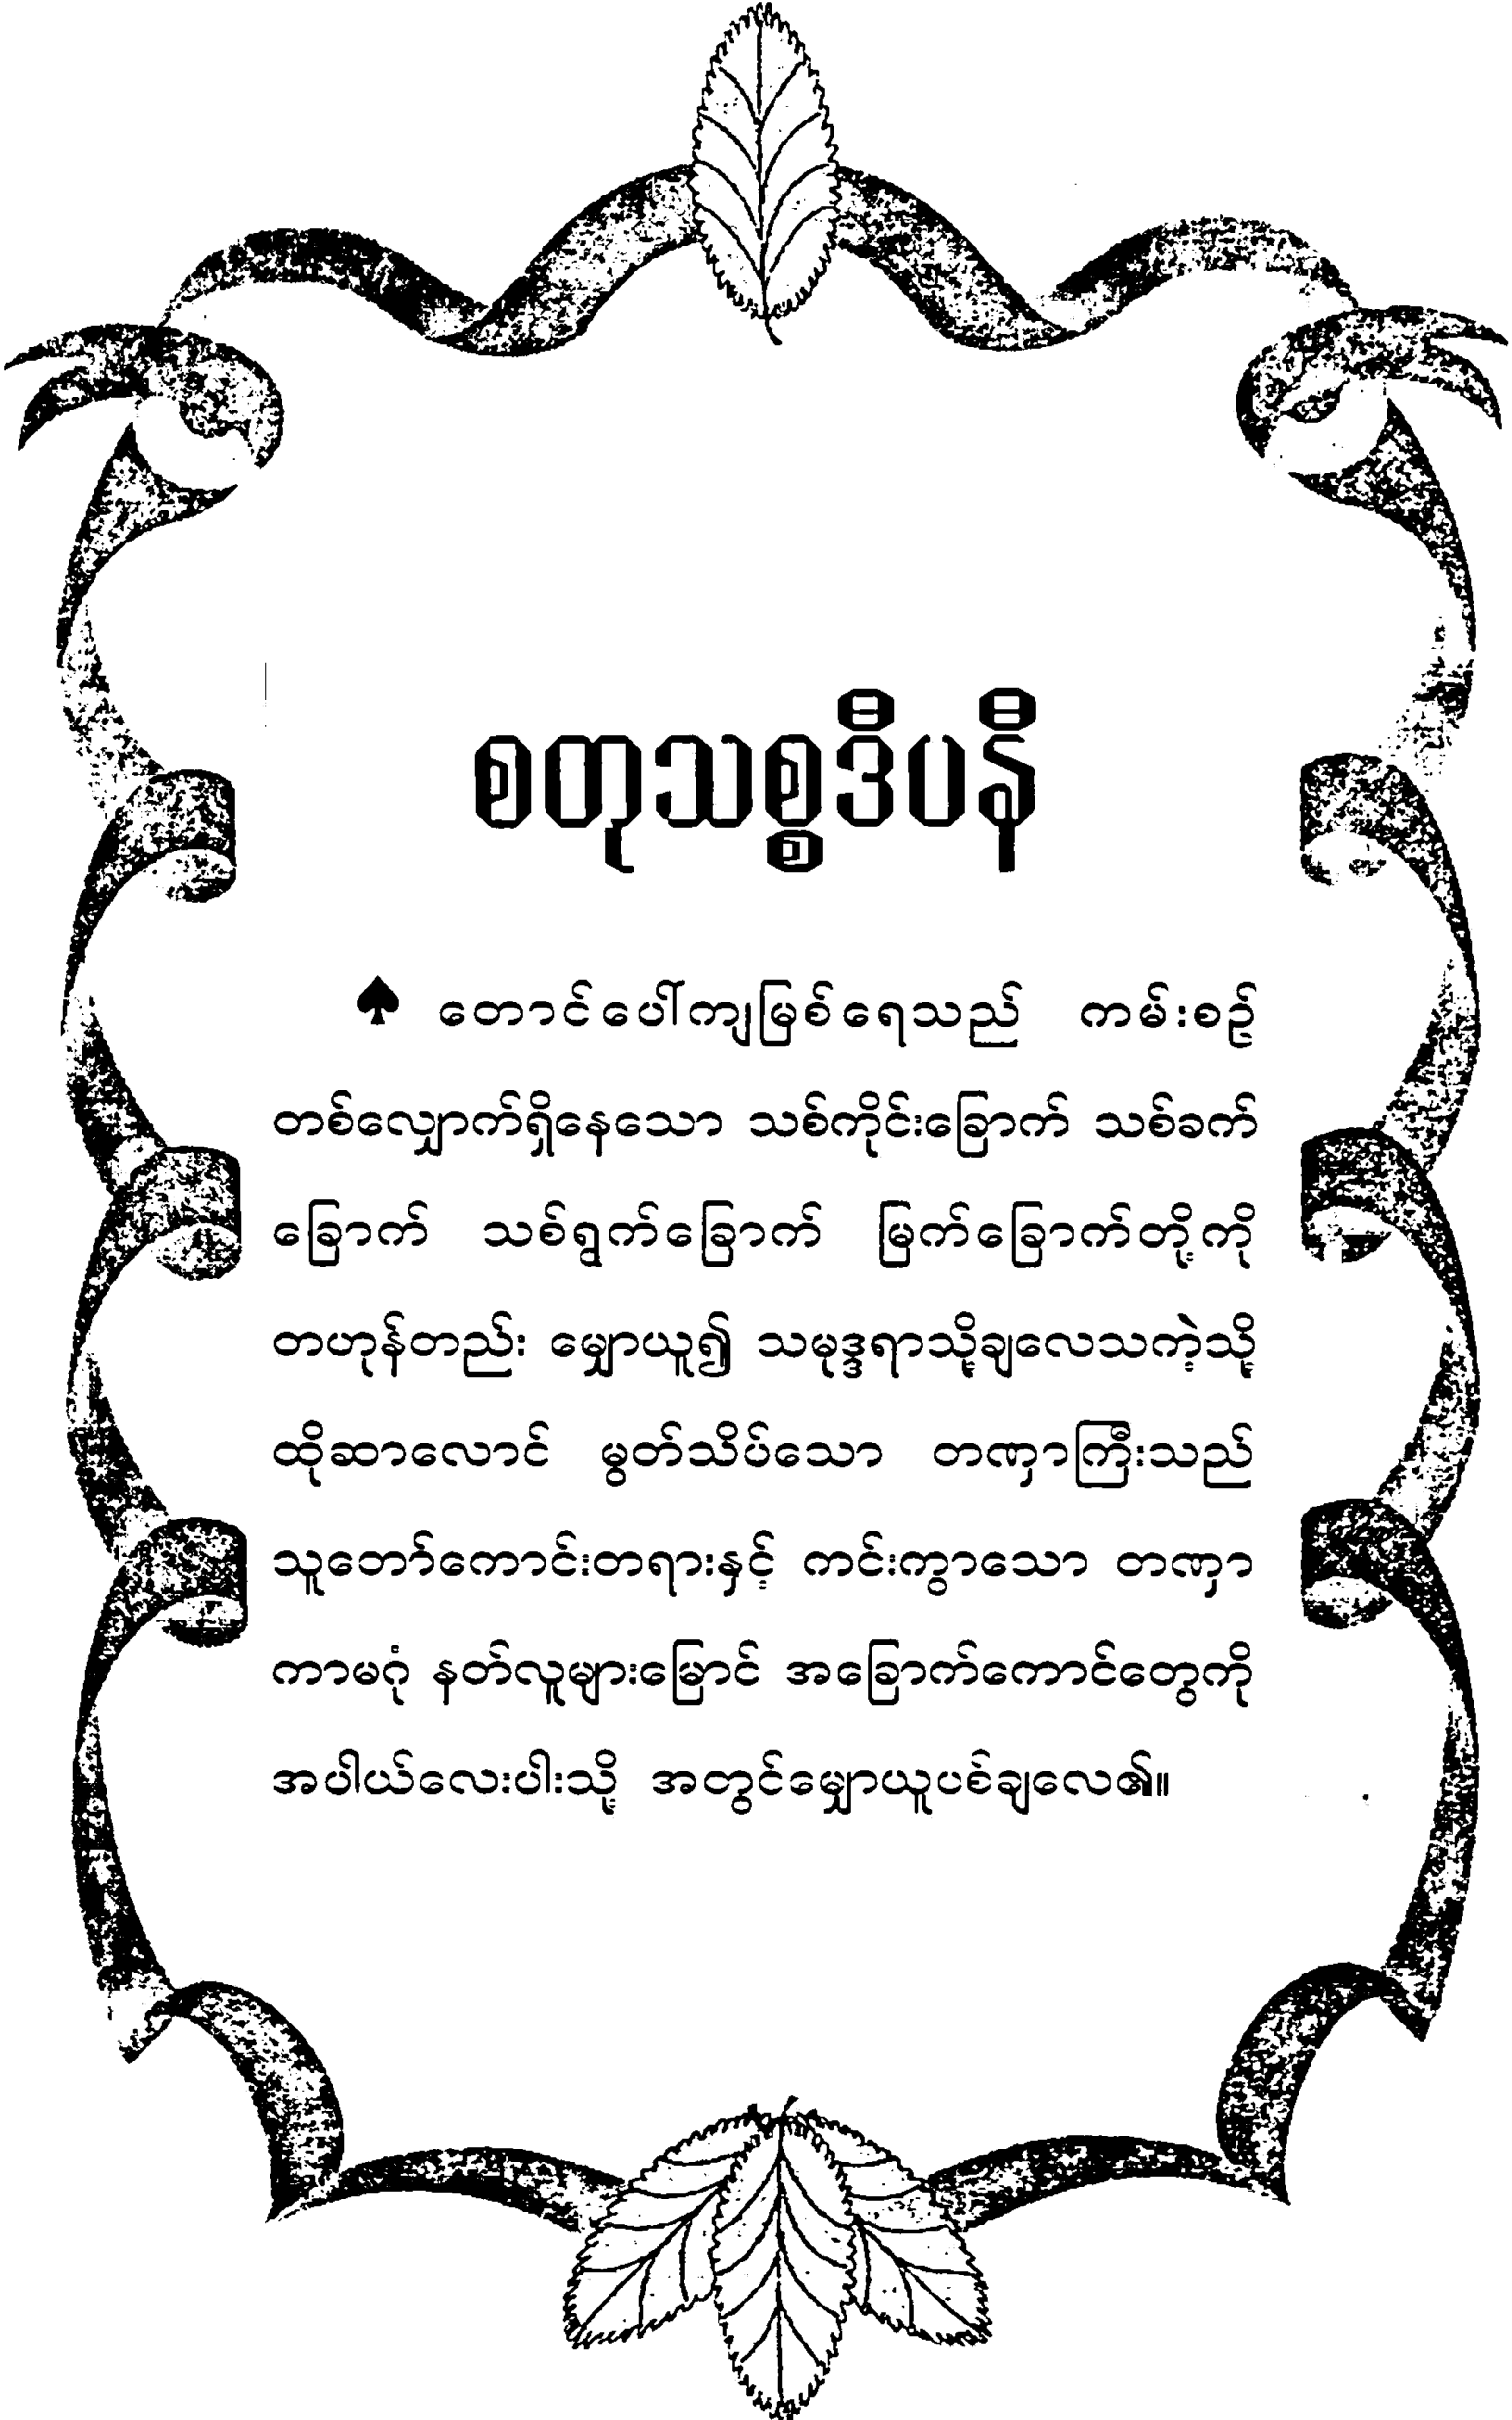 စတုသစ္စဒီပနီ
♠ တောင်ပေါ်ကျမြစ်ရေသည် ကမ်းစဉ်
တစ်လျှောက်ရှိနေသော သစ်ကိုင်းခြောက် သစ်ခက်
ခြောက် သစ်ရွက်ခြောက် မြက်ခြောက်တို့ကို
တဟုန်တည်း မျှောယူ၍ သမုဒ္ဒရာသို့ချလေသကဲ့သို့
ထိုဆာလောင် မွတ်သိပ်သော တဏှာကြီးသည်
သူတော်ကောင်းတရားနှင့် ကင်းကွာသော တဏှာ
ကာမဂုံ နတ်လူများမြောင် အခြောက်ကောင်တွေကို
အပါယ်လေးပါးသို့ အတွင်မျှောယူပစ်ချလေ၏။